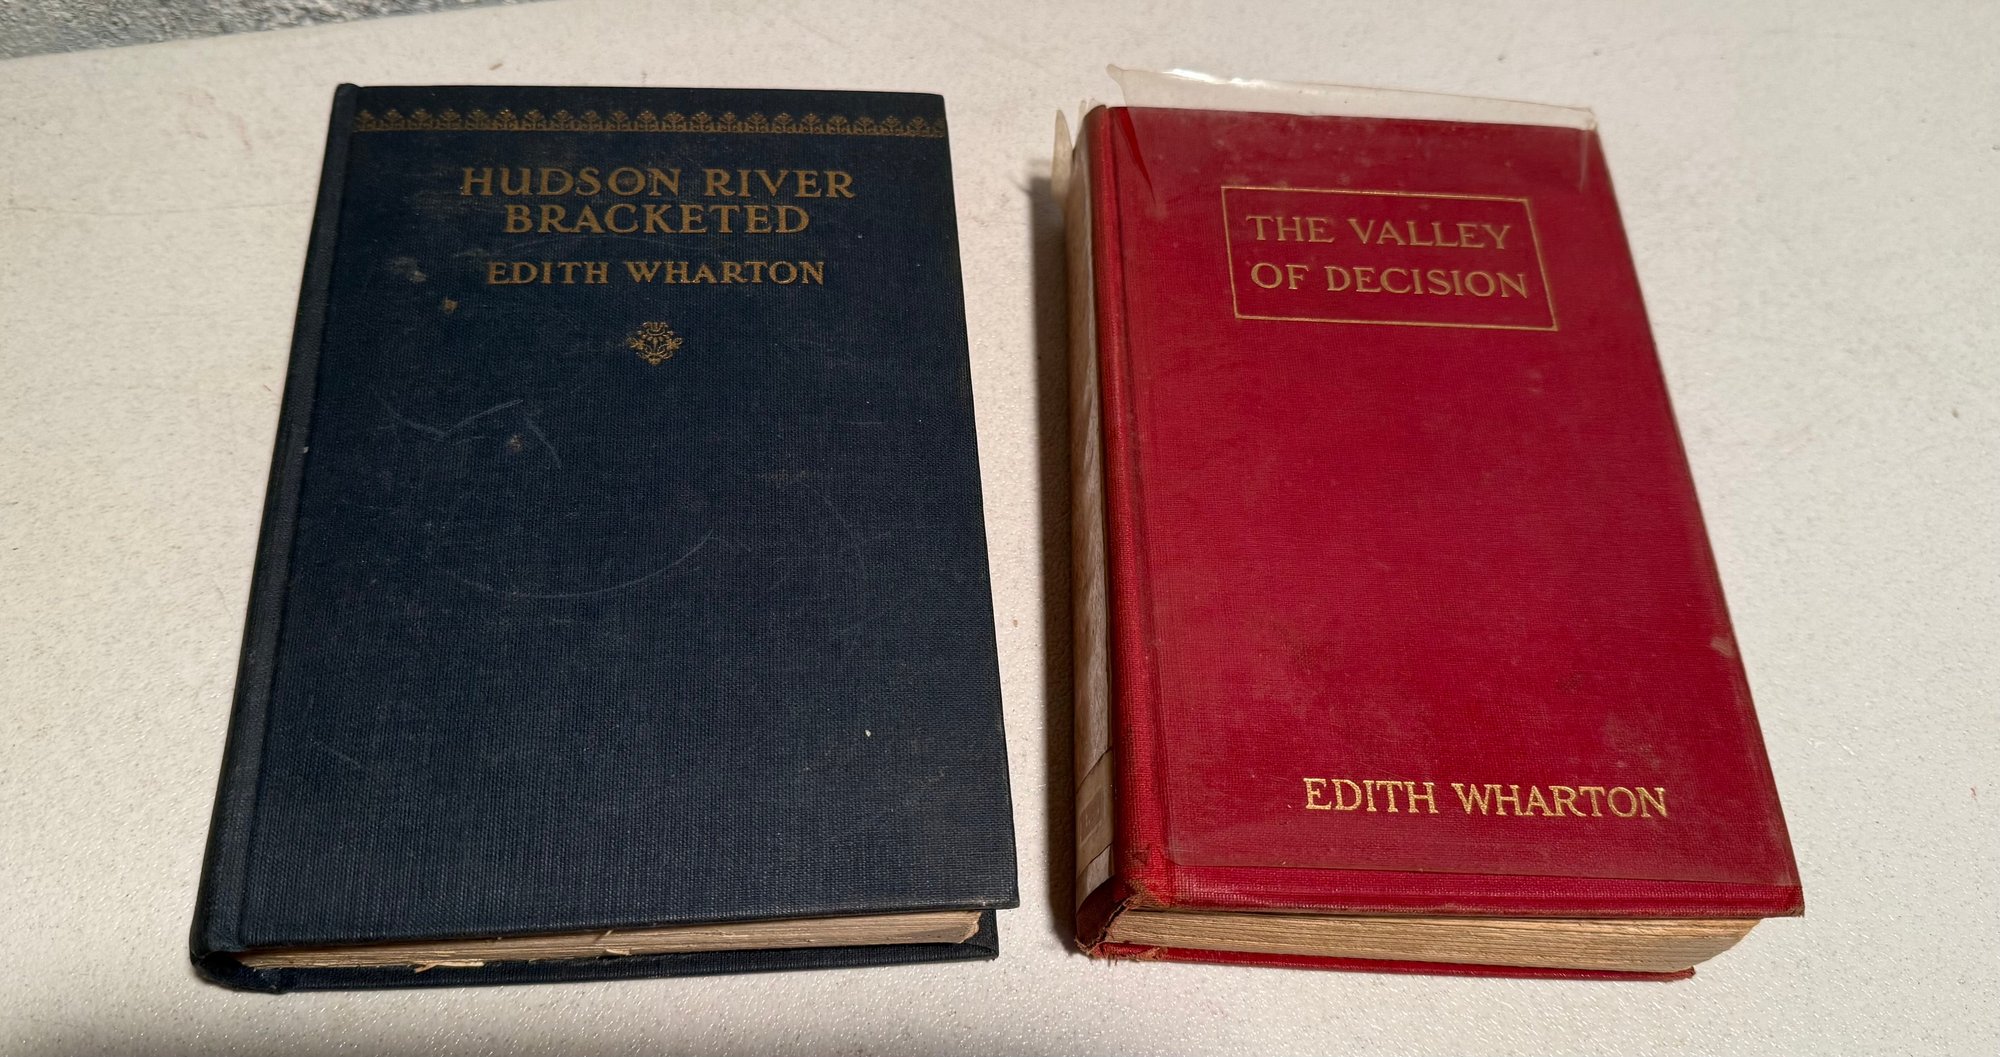 HUDSON RIVER
BRACKETED
EDITH WHARTON
THE VALLEY
OF DECISION
EDITH WHARTON